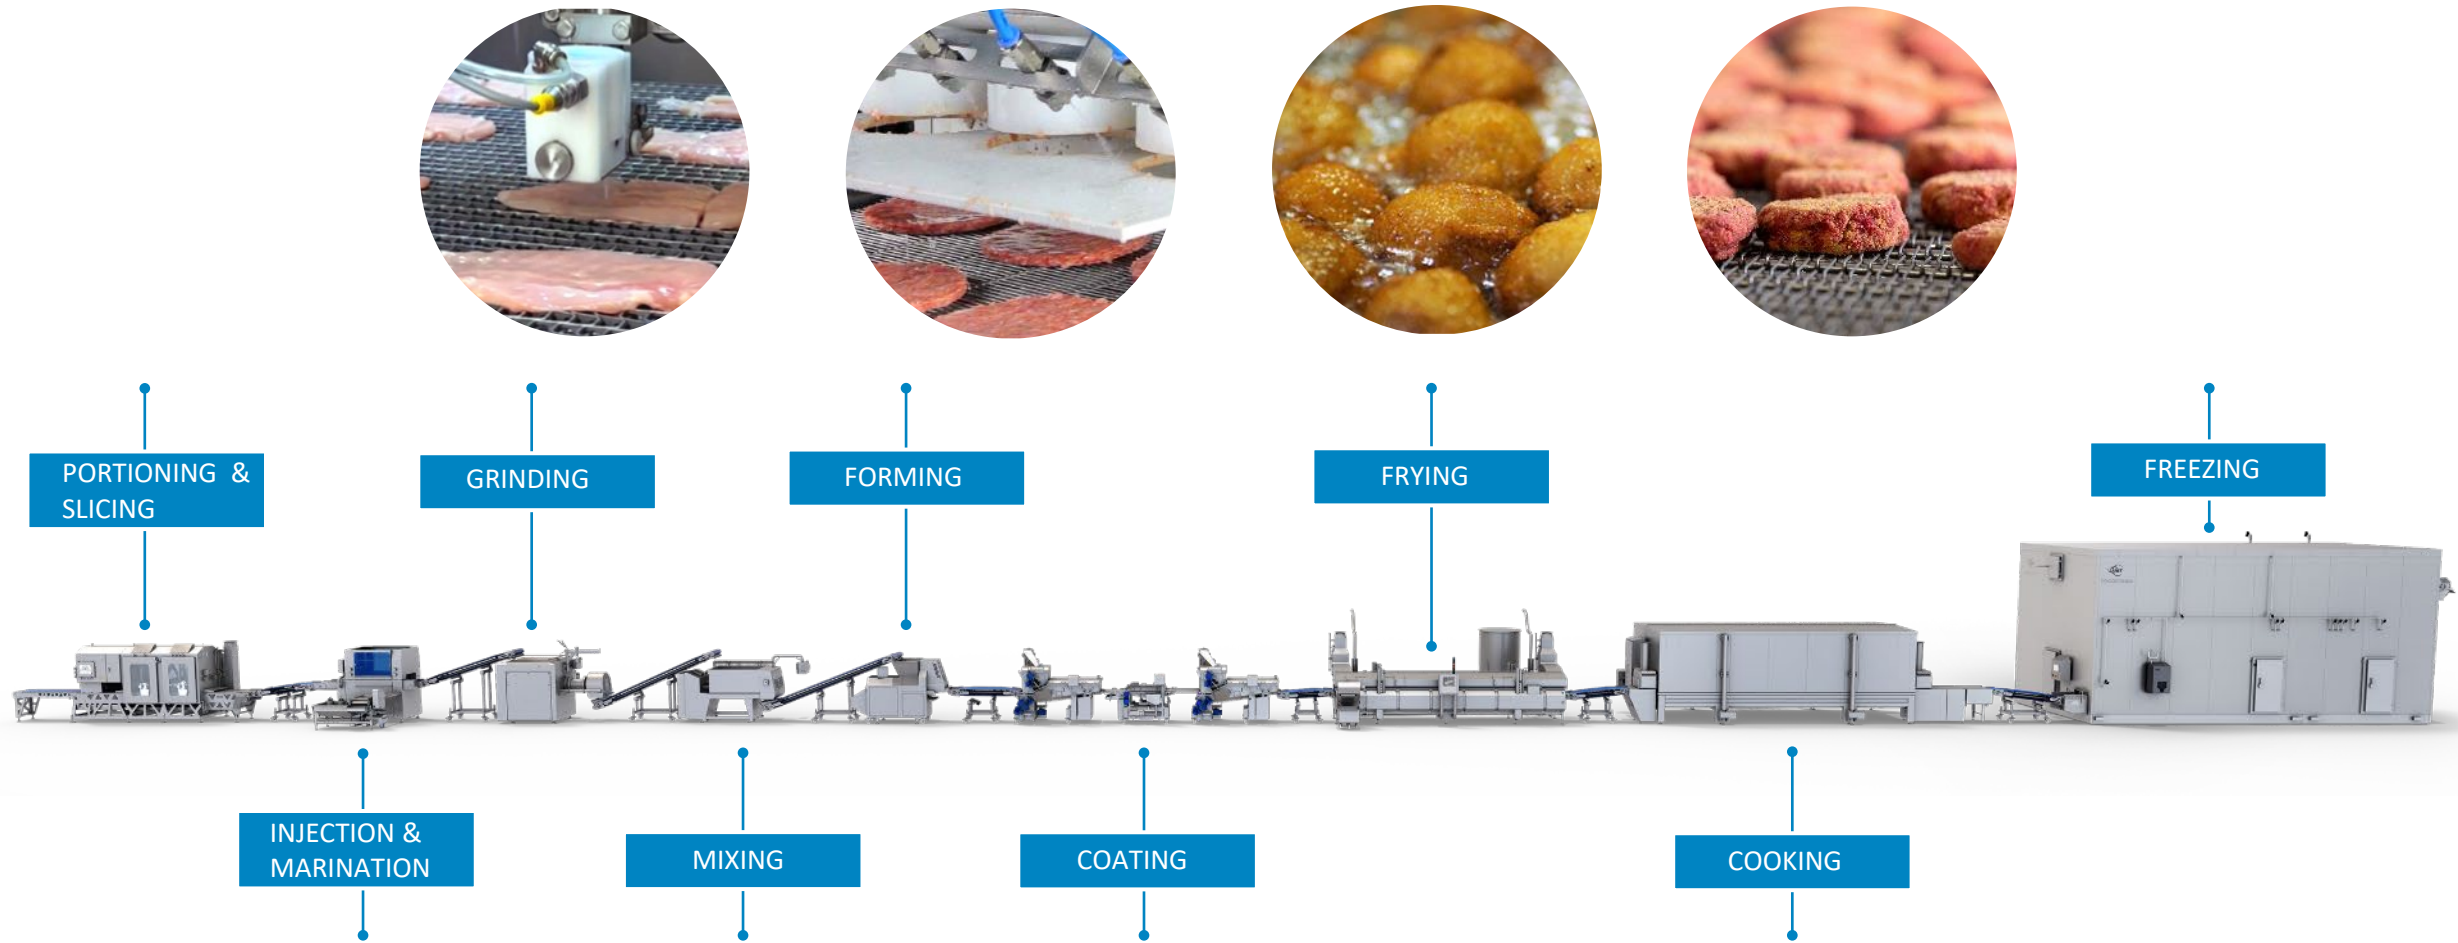 PORTIONING & 
SLICING
GRINDING
FORMING
FRYING
FREEZING
INJECTION &
MARINATION
MIXING
COATING
COOKING